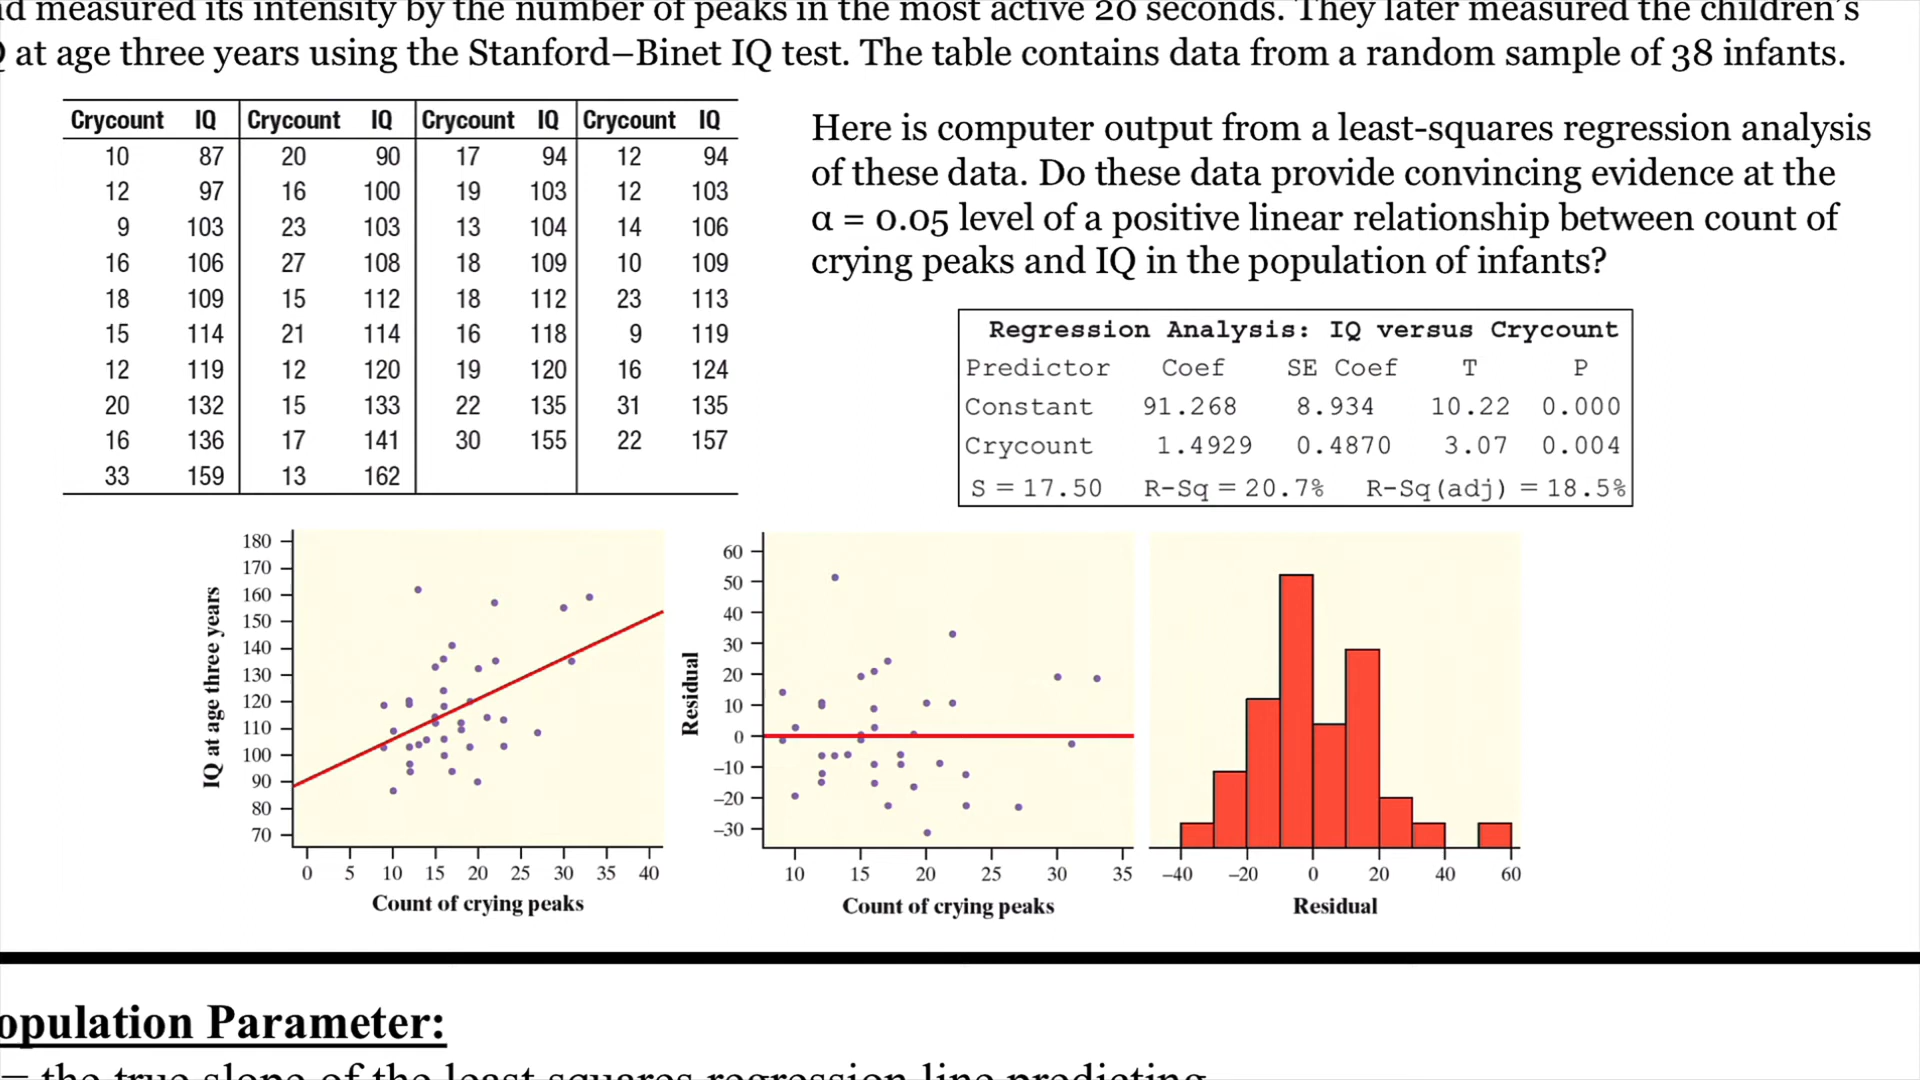 measured its intensity by the number of peaks in the most active 20 seconds. They later measured the children's
at age three years using the Stanford–Binet IQ test. The table contains data from a random sample of 38 infants.
Crycount IQ Crycount IQ Crycount IQ Crycount IQ
10 87 20 90 17 94 12 94
12 97 16 100 19 103 12 103
9 103 23 103 13 104 14 106
16 106 27 108 18 109 10 109
18 109 15 112 18 112 23 113
15 114 21 114 16 118 9 119
12 119 12 120 19 120 16 124
20 132 15 133 22 135 31 135
16 136 17 141 30 155 22 157
33 159 13 162
Here is computer output from a least-squares regression analysis
of these data. Do these data provide convincing evidence at the
α = 0.05 level of a positive linear relationship between count of
crying peaks and IQ in the population of infants?
Regression Analysis: IQ versus Crycount
Predictor Coef SE Coef T P
Constant 91.268 8.934 10.22 0.000
Crycount 1.4929 0.4870 3.07 0.004
S = 17.50 R-Sq = 20.7% R-Sq(adj) = 18.5%
IQ at age three years
180
170
160
150
140
130
120
110
100
90
80
70
0 5 10 15 20 25 30 35 40
Count of crying peaks
Residual
60
50
40
30
20
10
0
–10
–20
–30
10 15 20 25 30 35
Count of crying peaks
–40 –20 0 20 40 60
Residual
opulation Parameter:
= the true slope of the least squares regression line predicting